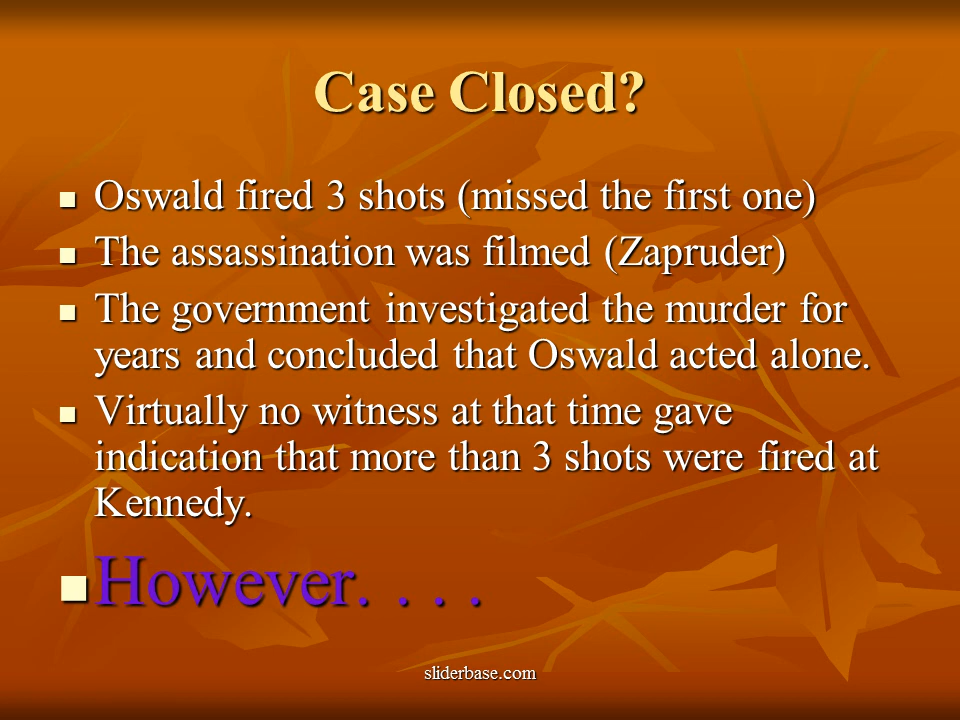 Case Closed?
Oswald fired 3 shots (missed the first one)
The assassination was filmed (Zapruder)
The government investigated the murder for
years and concluded that Oswald acted alone.
Virtually no witness at that time gave
indication that more than 3 shots were fired at
Kennedy.
However. . . .
sliderbase.com